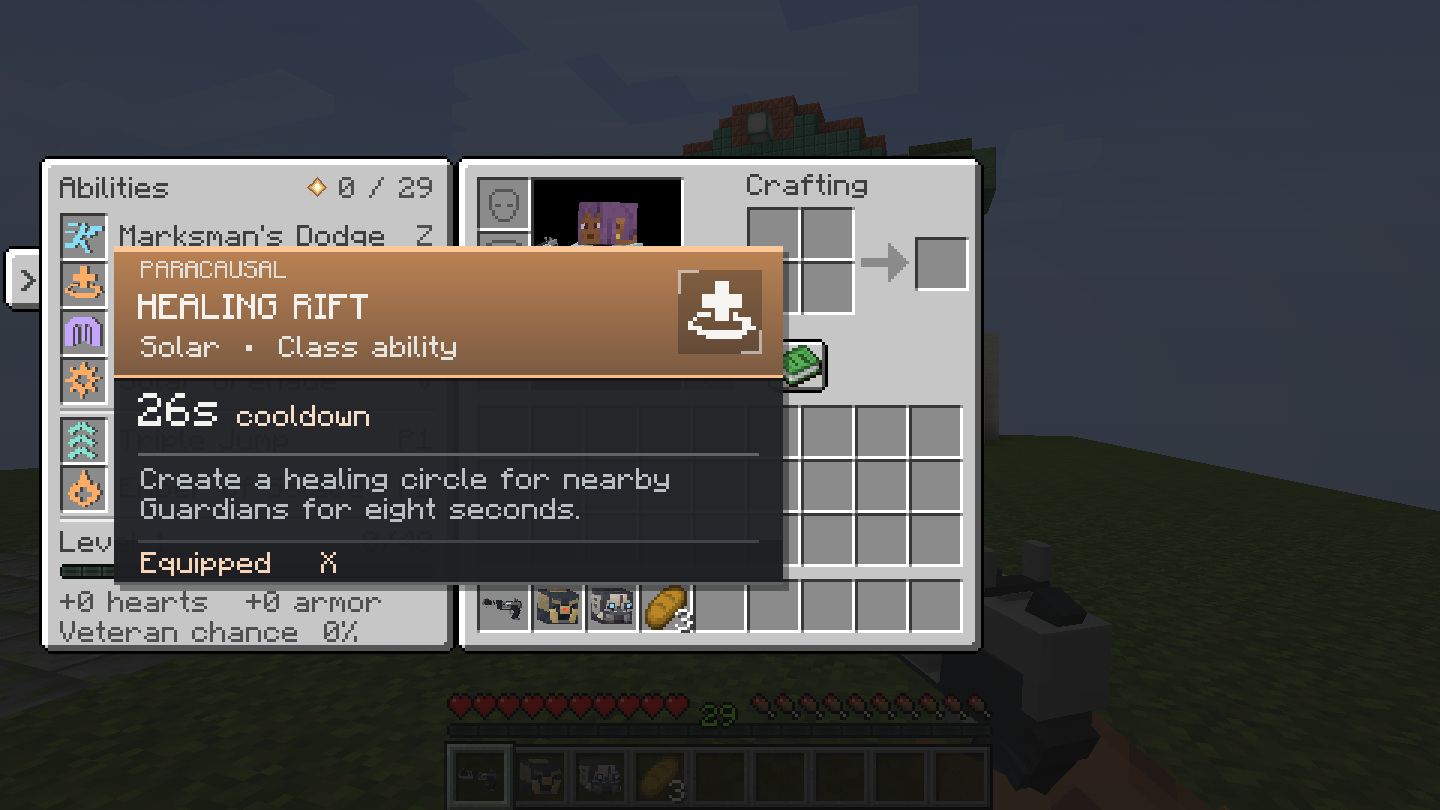 Abilities
0 / 29
Marksman's Dodge Z
PARACAUSAL
HEALING RIFT
Solar • Class ability
26s cooldown
Create a healing circle for nearby
Guardians for eight seconds.
Equipped X
Triple Jump
Lev
+0 hearts +0 armor
Veteran chance 0%
Crafting
3
29
3